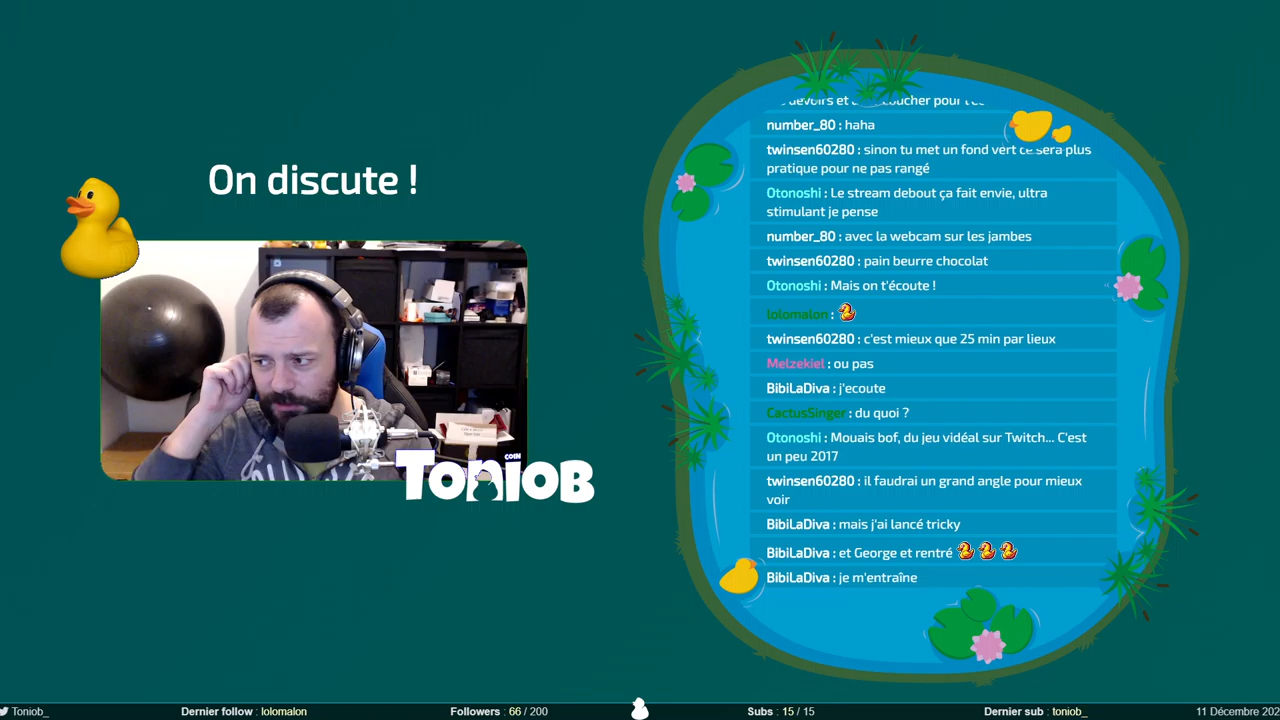 On discute !
COIN
TONIOB
number_80 : haha
twinsen60280 : sinon tu met un fond vert ce sera plus
pratique pour ne pas rangé
Otonoshi : Le stream debout ça fait envie, ultra
stimulant je pense
number_80 : avec la webcam sur les jambes
twinsen60280 : pain beurre chocolat
Otonoshi : Mais on t'écoute !
lolomalon :
twinsen60280 : c'est mieux que 25 min par lieux
Melzekiel : ou pas
BibiLaDiva : j'ecoute
CactusSinger : du quoi ?
Otonoshi : Mouais bof, du jeu vidéal sur Twitch... C'est
un peu 2017
twinsen60280 : il faudrai un grand angle pour mieux
voir
BibiLaDiva : mais j'ai lancé tricky
BibiLaDiva : et George et rentré
BibiLaDiva : je m'entraîne
Toniob_
Dernier follow : lolomalon
Followers : 66 / 200
Subs : 15 / 15
Dernier sub : toniob_
11 Décembre 202